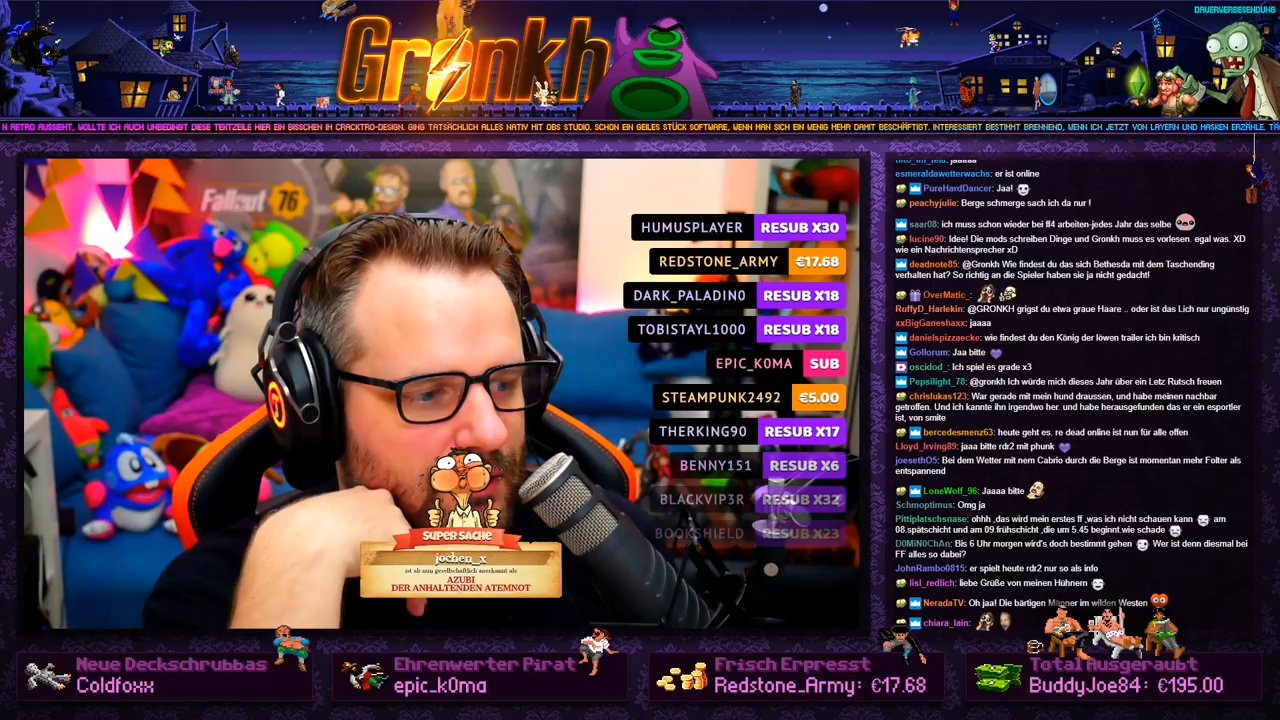 DAUERWERBESENDUNG
Gronkh
N RETRO AUSSIEHT, WOLLTE ICH AUCH UNBEDINGT DIESE TEXTZEILE HIER EIN BISSCHEN IM CRACKTRO-DESIGN. GING TATSÄCHLICH ALLES NATIV MIT OBS STUDIO. SCHON EIN GEILES STÜCK SOFTWARE, WENN MAN SICH EIN WENIG MEHR DAMIT BESCHÄFTIGT. INTERESSIERT BESTIMMT BRENNEND, WENN ICH JETZT VON LAYERN UND MASKEN ERZÄHLE. TA
Fallout 76
HUMUSPLAYER RESUB X30
REDSTONE_ARMY €17.68
DARK_PALADIN0 RESUB X18
TOBISTAYL1000 RESUB X18
EPIC_K0MA SUB
STEAMPUNK2492 €5.00
THERKING90 RESUB X17
BENNY151 RESUB X6
BLACKVIP3R RESUB X32
BOOKSHIELD RESUB X23
SUPER SACHE
jochen_x
ist ab nun gesellschaftlich anerkannt als
AZUBI
DER ANHALTENDEN ATEMNOT
jaaaaa
esmeraldawetterwachs: er ist online
PureHardDancer: Jaa!
peachyjulie: Berge schmerge sach ich da nur !
saar08: ich muss schon wieder bei ff4 arbeiten-jedes Jahr das selbe
lucine90: Idee! Die mods schreiben Dinge und Gronkh muss es vorlesen. egal was. XD
wie ein Nachrichtensprecher xD
deadnote85: @Gronkh Wie findest du das sich Bethesda mit dem Taschending
verhalten hat? So richtig an die Spieler haben sie ja nicht gedacht!
OverMatic_:
RuffyD_Harlekin: @GRONKH grigst du etwa graue Haare .. oder ist das Lich nur ungünstig
xxBigGaneshaxx: jaaaa
danielspizzaecke: wie findest du den König der löwen trailer ich bin kritisch
Gollorum: Jaa bitte
oscidod_: Ich spiel es grade x3
Pepsilight_78: @gronkh Ich würde mich dieses Jahr über ein Letz Rutsch freuen
chrislukas123: War gerade mit mein hund draussen, und habe meinen nachbar
getroffen. Und ich kannte ihn irgendwo her. und habe herausgefunden das er ein esportler
ist, von smite
bercedesmenz63: heute geht es. re dead online ist nun für alle offen
Lloyd_Irving89: jaaa bitte rdr2 mit phunk
joesethO5: Bei dem Wetter mit nem Cabrio durch die Berge ist momentan mehr Folter als
entspannend
LoneWolf_96: Jaaaa bitte
Schmoptimus: Omg ja
Pittiplatschsnase: ohhh ,das wird mein erstes ff ,was ich nicht schauen kann am
08.spätschicht und am 09 frühschicht .die um 5.45 beginnt wie schade
D0MiN0ChAn: Bis 6 Uhr morgen wird's doch bestimmt gehen Wer ist denn diesmal bei
FF alles so dabei?
JohnRambo0815: er spielt heute rdr2 nur so als info
lisl_redlich: liebe Grüße von meinen Hühnern
NeradaTV: Oh jaa! Die bärtigen Männer im wilden Westen
chiara_lain:
Neue Deckschrubbas
Coldfoxx
Ehrenwerter Pirat
epic_k0ma
Frisch Erpresst
Redstone_Army: €17.68
Total Ausgeraubt
BuddyJoe84: €195.00